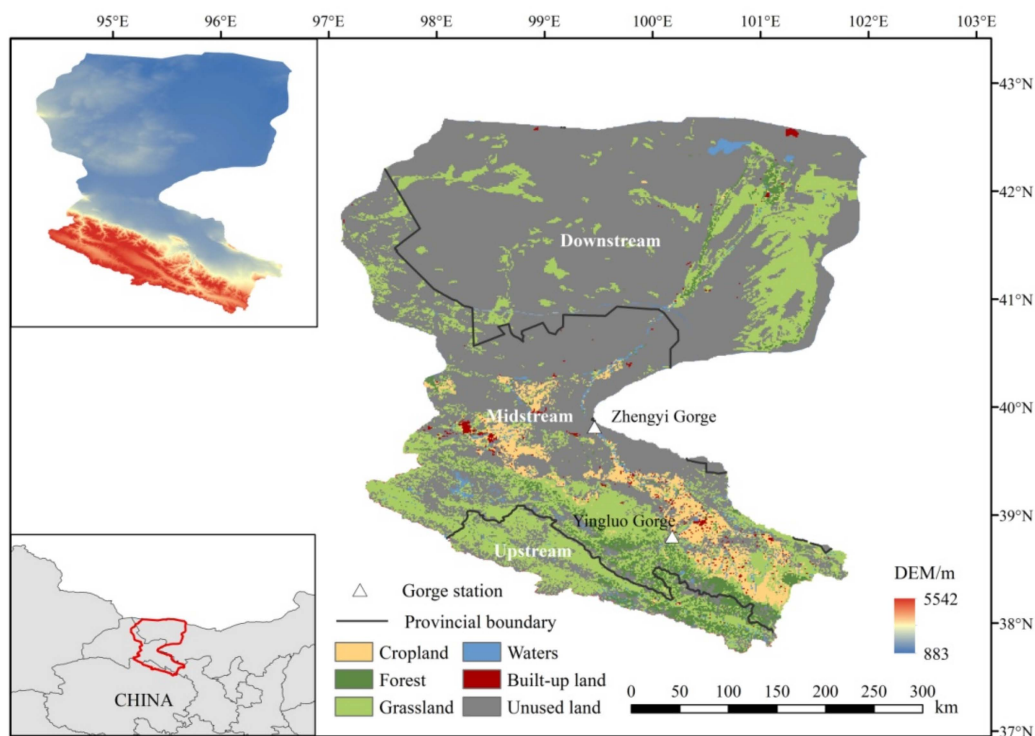 95°E 96°E 97°E 98°E 99°E 100°E 101°E 102°E 103°E
43°N
42°N
Downstream
41°N
40°N
Midstream
Zhengyi Gorge
39°N
Yingluo Gorge
Upstream
DEM/m
5542
883
Gorge station
Provincial boundary
38°N
Cropland Waters
Forest Built-up land
Grassland Unused land
0 50 100 150 200 250 300
km
CHINA
37°N